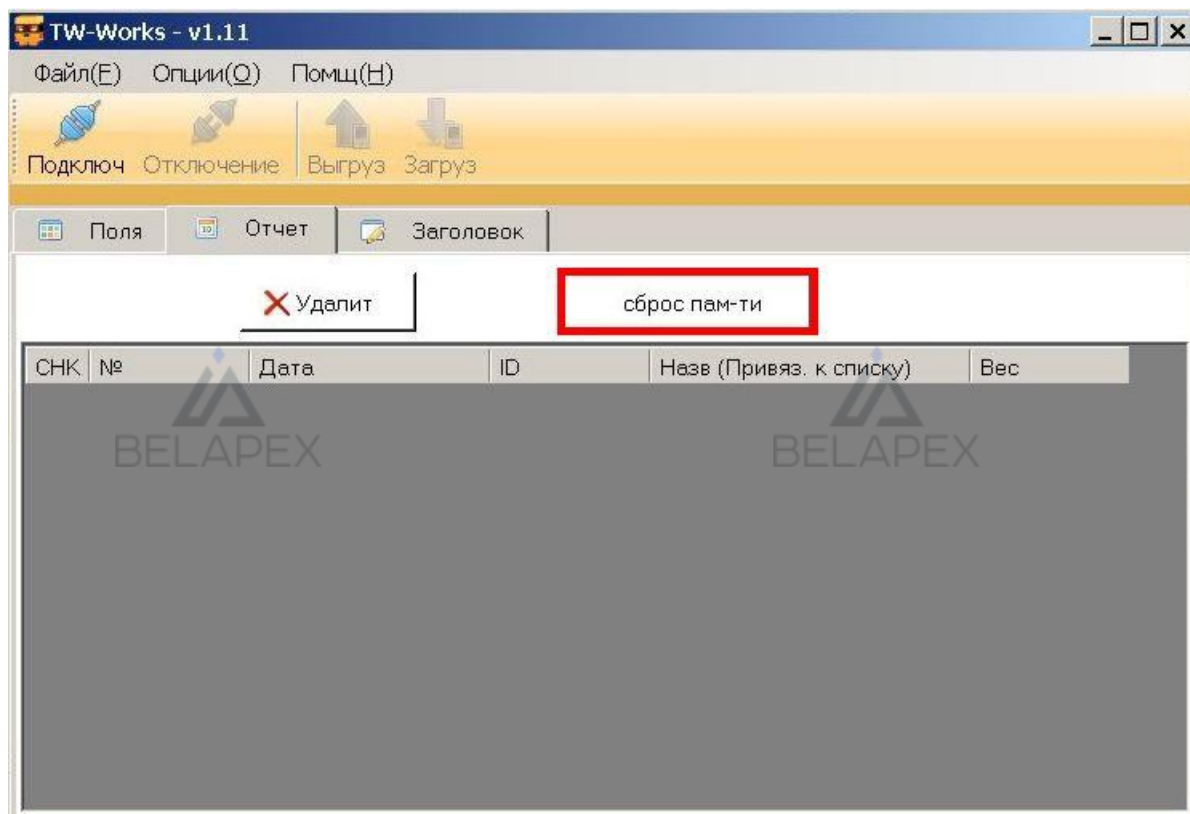 TW-Works - v1.11
Файл(F) Опции(O) Помщ(H)
Подключ Отключение Выгруз Загруз
Поля Отчет Заголовок
Удалит сброс пам-ти
СНК № Дата ID Назв (Привяз. к списку) Вес
BELAPEX BELAPEX